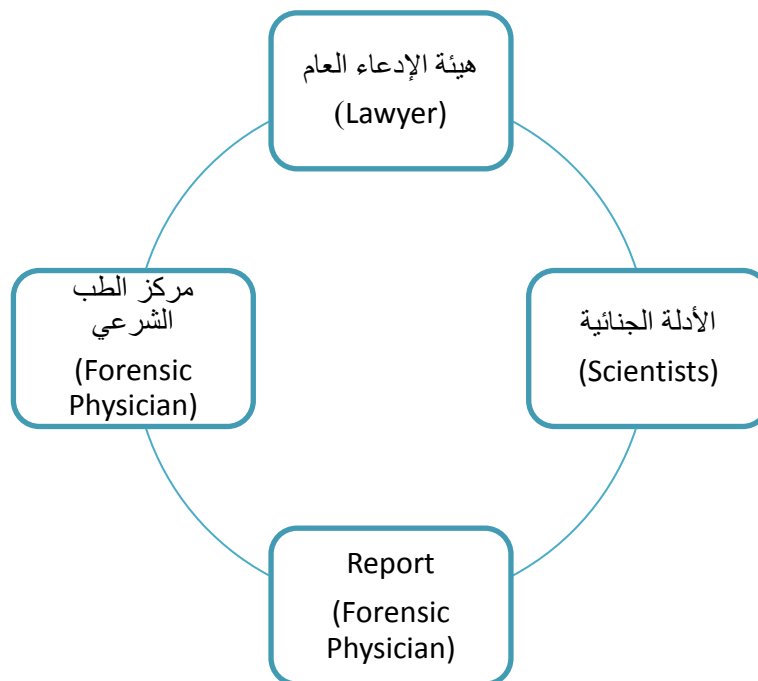 هيئة الإدعاء العام
(Lawyer)
مركز الطب
الشرعي
(Forensic
Physician)
الأدلة الجنائية
(Scientists)
Report
(Forensic
Physician)